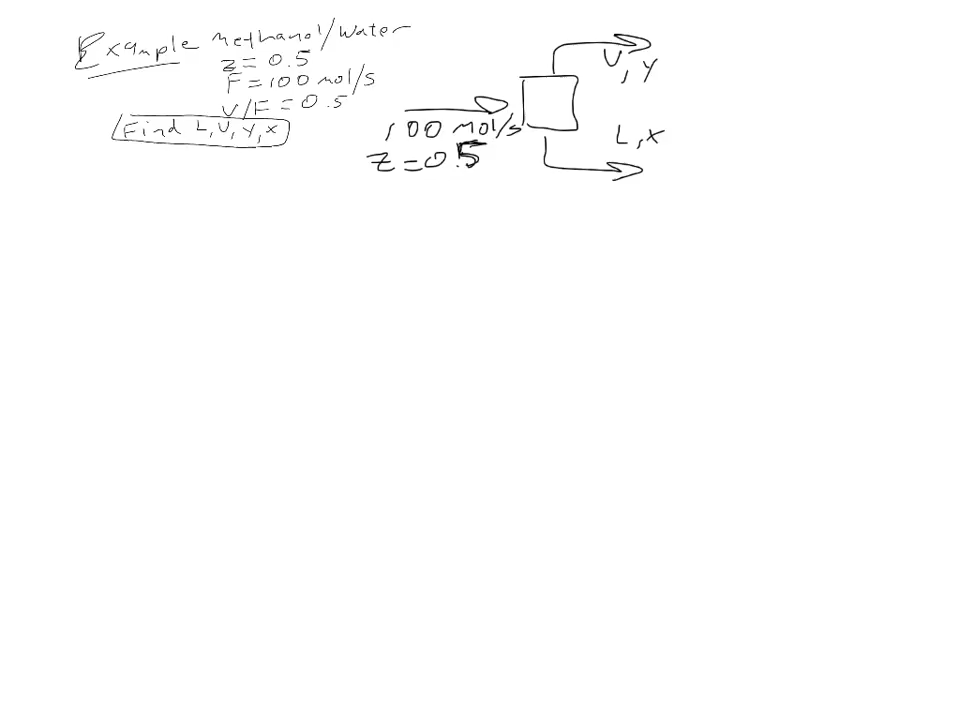 Example methanol/water
z = 0.5
F = 100 mol/s
V/F = 0.5
Find L, V, Y, X
100 mol/s
z = 0.5
V, Y
L, X